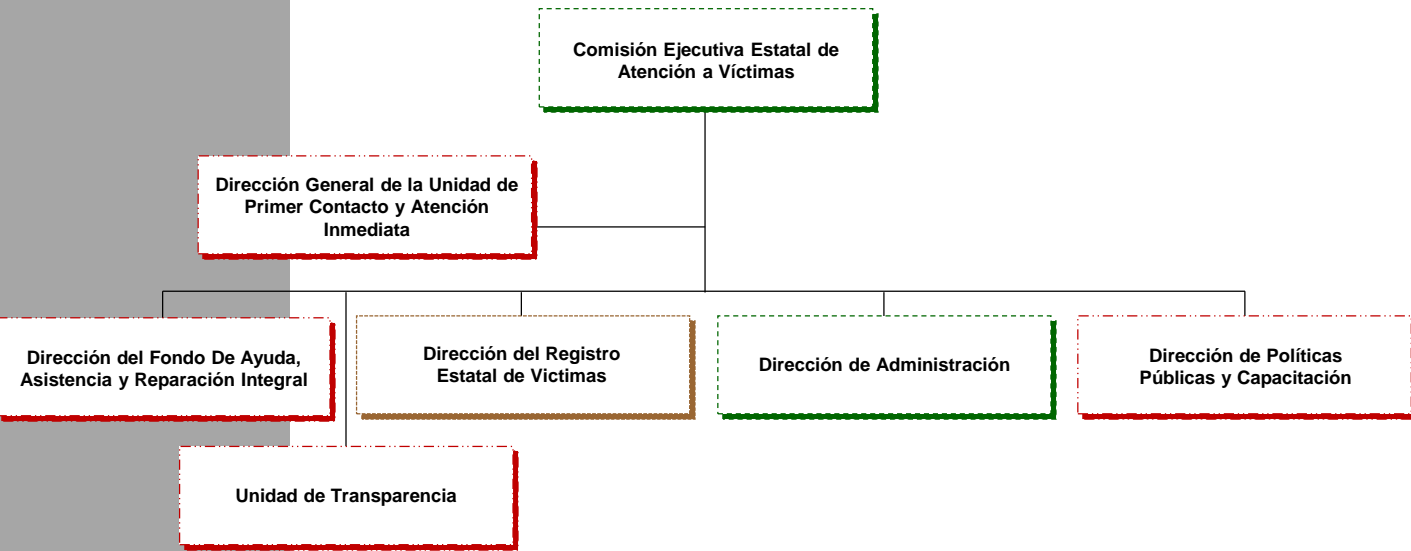 Comisión Ejecutiva Estatal de
Atención a Víctimas
Dirección General de la Unidad de
Primer Contacto y Atención
Inmediata
Dirección del Fondo De Ayuda,
Asistencia y Reparación Integral
Dirección del Registro
Estatal de Victimas
Dirección de Administración
Dirección de Políticas
Públicas y Capacitación
Unidad de Transparencia